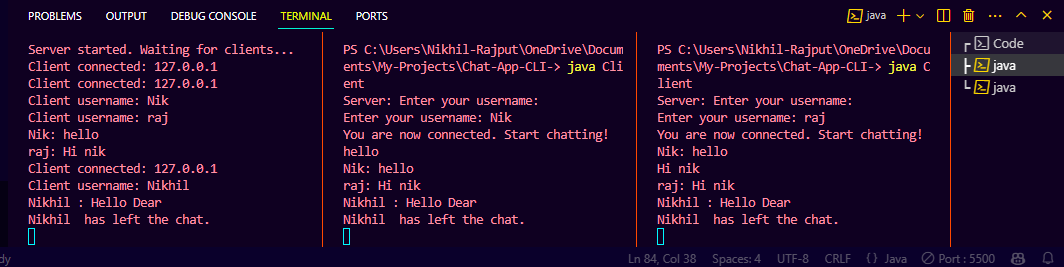 PROBLEMS OUTPUT DEBUG CONSOLE TERMINAL PORTS java
Server started. Waiting for clients...
Client connected: 127.0.0.1
Client connected: 127.0.0.1
Client username: Nik
Client username: raj
Nik: hello
raj: Hi nik
Client connected: 127.0.0.1
Client username: Nikhil
Nikhil : Hello Dear
Nikhil  has left the chat.
PS C:\Users\Nikhil-Rajput\OneDrive\Docum
ents\My-Projects\Chat-App-CLI-> java Cli
ent
Server: Enter your username:
Enter your username: Nik
You are now connected. Start chatting!
hello
Nik: hello
raj: Hi nik
Nikhil : Hello Dear
Nikhil  has left the chat.
PS C:\Users\Nikhil-Rajput\OneDrive\Docu
ments\My-Projects\Chat-App-CLI-> java C
lient
Server: Enter your username:
Enter your username: raj
You are now connected. Start chatting!
Nik: hello
Hi nik
raj: Hi nik
Nikhil : Hello Dear
Nikhil  has left the chat.
Code
java
java
dy Ln 84, Col 38 Spaces: 4 UTF-8 CRLF {} Java Port : 5500